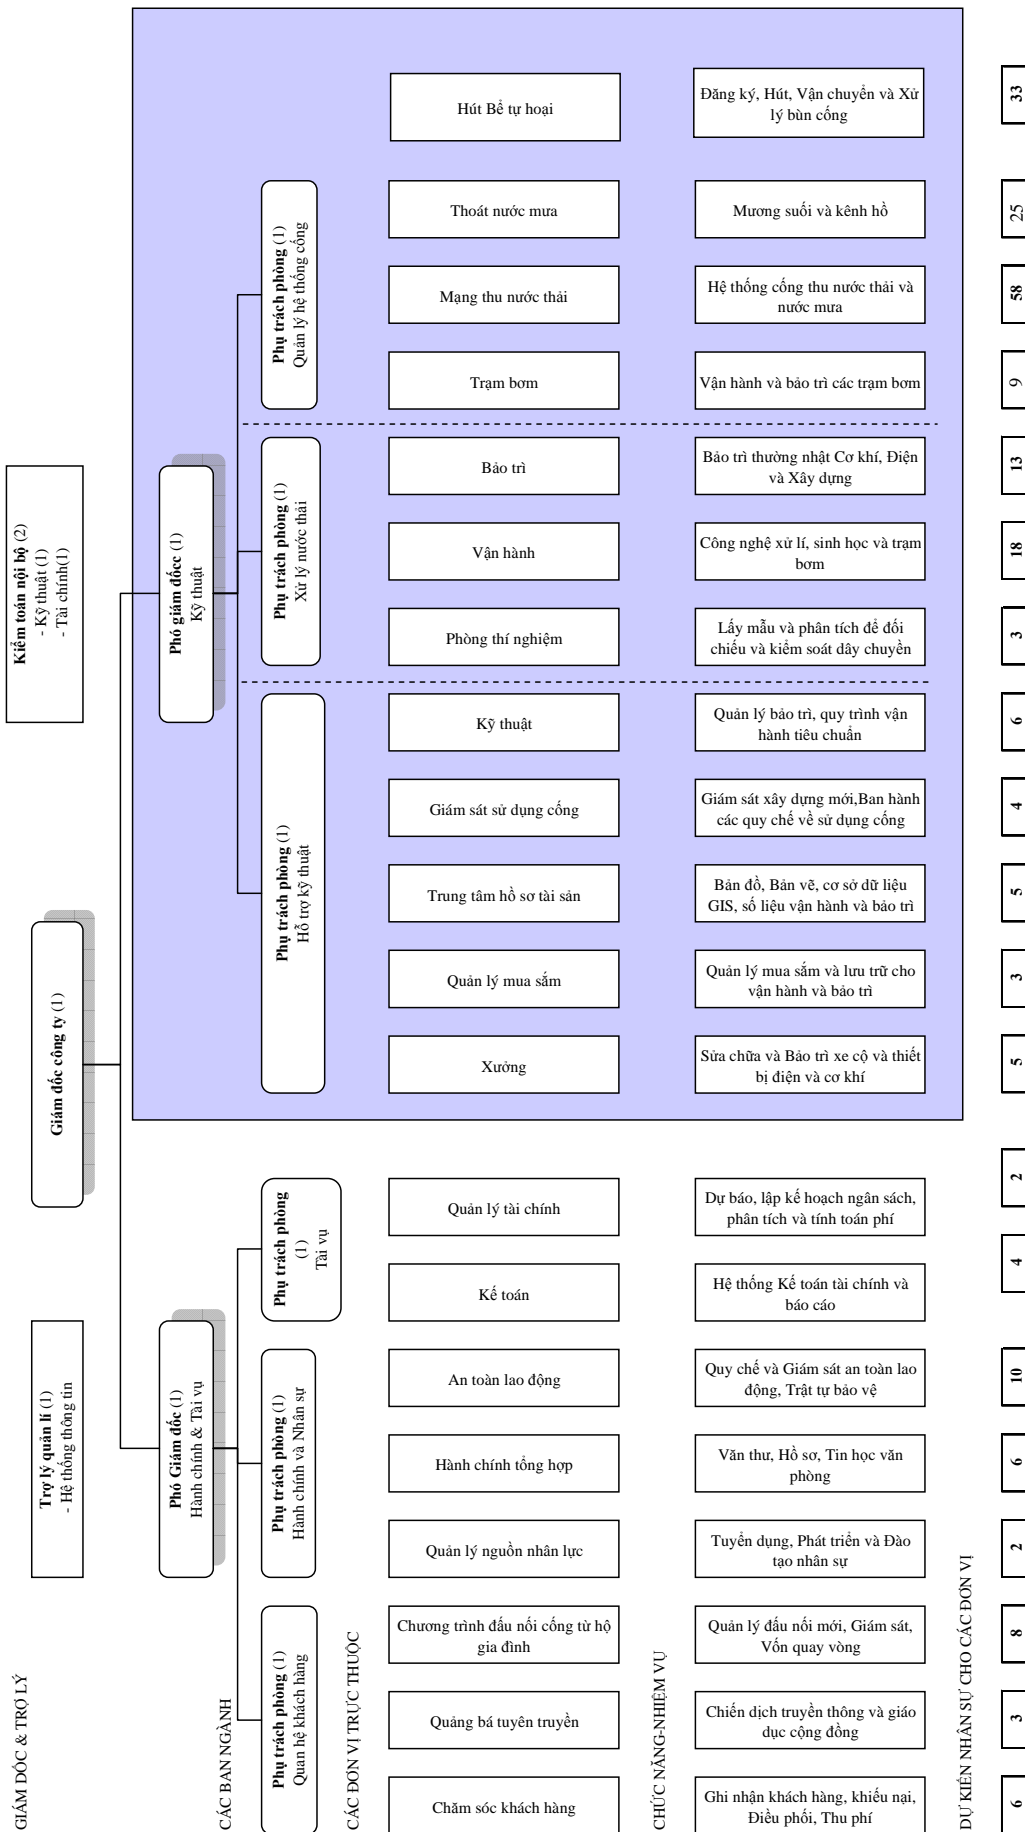 GIÁM ĐỐC & TRỢ LÝ
Trợ lý quản lí (1)
- Hệ thống thông tin
Giám đốc công ty (1)
Kiểm toán nội bộ (2)
- Kỹ thuật (1)
- Tài chính(1)
Phó Giám đốc (1)
Hành chính & Tài vụ
Phó giám đốcc (1)
Kỹ thuật
CÁC BAN NGÀNH
Phụ trách phòng (1)
Quan hệ khách hàng
Phụ trách phòng (1)
Hành chính và Nhân sự
Phụ trách phòng
(1)
Tài vụ
Phụ trách phòng (1)
Hỗ trợ kỹ thuật
Phụ trách phòng (1)
Xử lý nước thải
Phụ trách phòng (1)
Quản lý hệ thống cống
CÁC ĐƠN VỊ TRỰC THUỘC
Hút Bể tự hoại
Thoát nước mưa
Mạng thu nước thải
Trạm bơm
Bảo trì
Vận hành
Phòng thí nghiệm
Kỹ thuật
Giám sát sử dụng cống
Trung tâm hồ sơ tài sản
Quản lý mua sắm
Xưởng
Quản lý tài chính
Kế toán
An toàn lao động
Hành chính tổng hợp
Quản lý nguồn nhân lực
Chương trình đấu nối cống từ hộ
gia đình
Quảng bá tuyên truyền
Chăm sóc khách hàng
CHỨC NĂNG-NHIỆM VỤ
Đăng ký, Hút, Vận chuyển và Xử
lý bùn cống
Mương suối và kênh hồ
Hệ thống cống thu nước thải và
nước mưa
Vận hành và bảo trì các trạm bơm
Bảo trì thường nhật Cơ khí, Điện
và Xây dựng
Công nghệ xử lí, sinh học và trạm
bơm
Lấy mẫu và phân tích để đối
chiếu và kiểm soát dây chuyền
Quản lý bảo trì, quy trình vận
hành tiêu chuẩn
Giám sát xây dựng mới,Ban hành
các quy chế về sử dụng cống
Bản đồ, Bản vẽ, cơ sở dữ liệu
GIS, số liệu vận hành và bảo trì
Quản lý mua sắm và lưu trữ cho
vận hành và bảo trì
Sửa chữa và Bảo trì xe cộ và thiết
bị điện và cơ khí
Dự báo, lập kế hoạch ngân sách,
phân tích và tính toán phí
Hệ thống Kế toán tài chính và
báo cáo
Quy chế và Giám sát an toàn lao
động, Trật tự bảo vệ
Văn thư, Hồ sơ, Tin học văn
phòng
Tuyển dụng, Phát triển và Đào
tạo nhân sự
Quản lý đấu nối mới, Giám sát,
Vốn quay vòng
Chiến dịch truyền thông và giáo
dục cộng đồng
Ghi nhận khách hàng, khiếu nại,
Điều phối, Thu phí
DỰ KIẾN NHÂN SỰ CHO CÁC ĐƠN VỊ
33
25
58
9
13
18
3
6
4
5
3
5
2
4
10
6
2
8
3
6